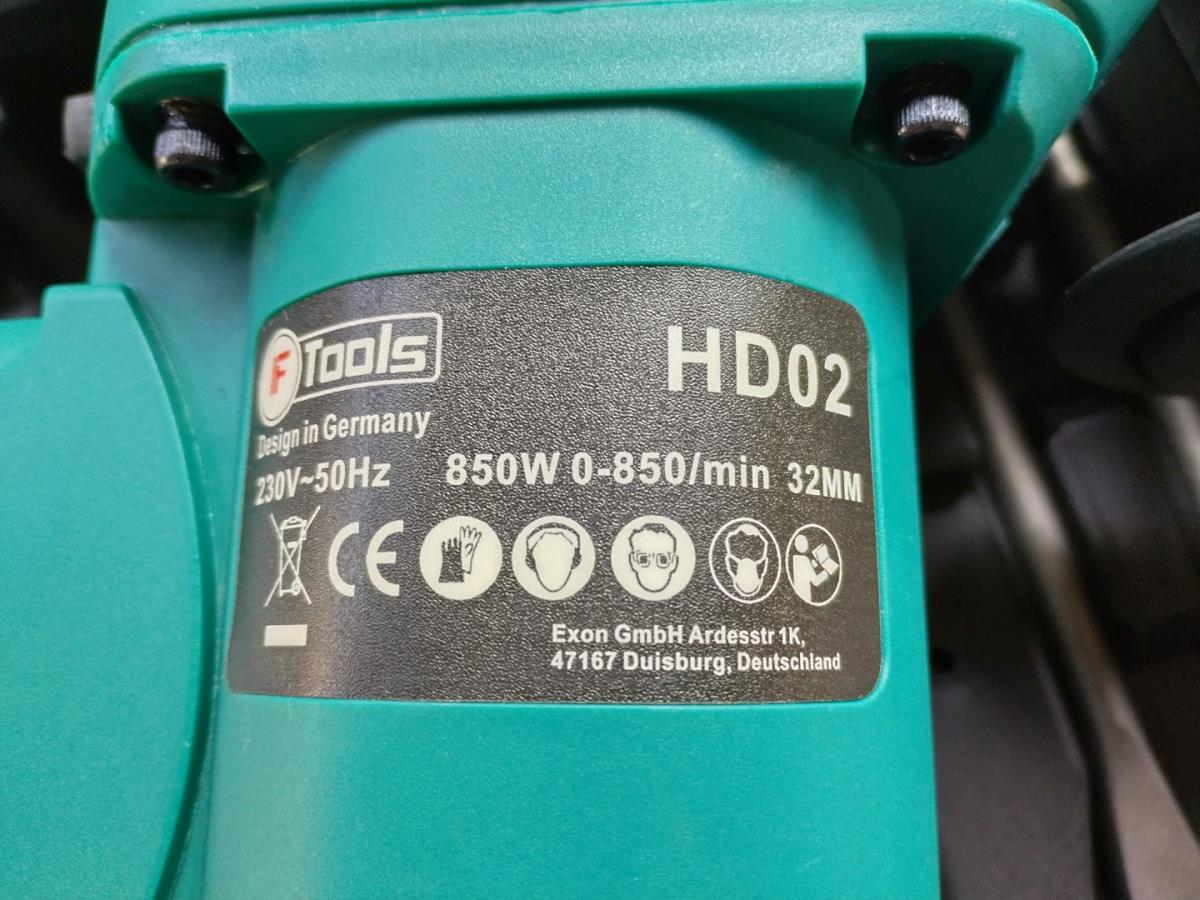 F Tools
HD02
Design in Germany
230V~50Hz 850W 0-850/min 32MM
CE
Exon GmbH Ardesstr 1K,
47167 Duisburg, Deutschland